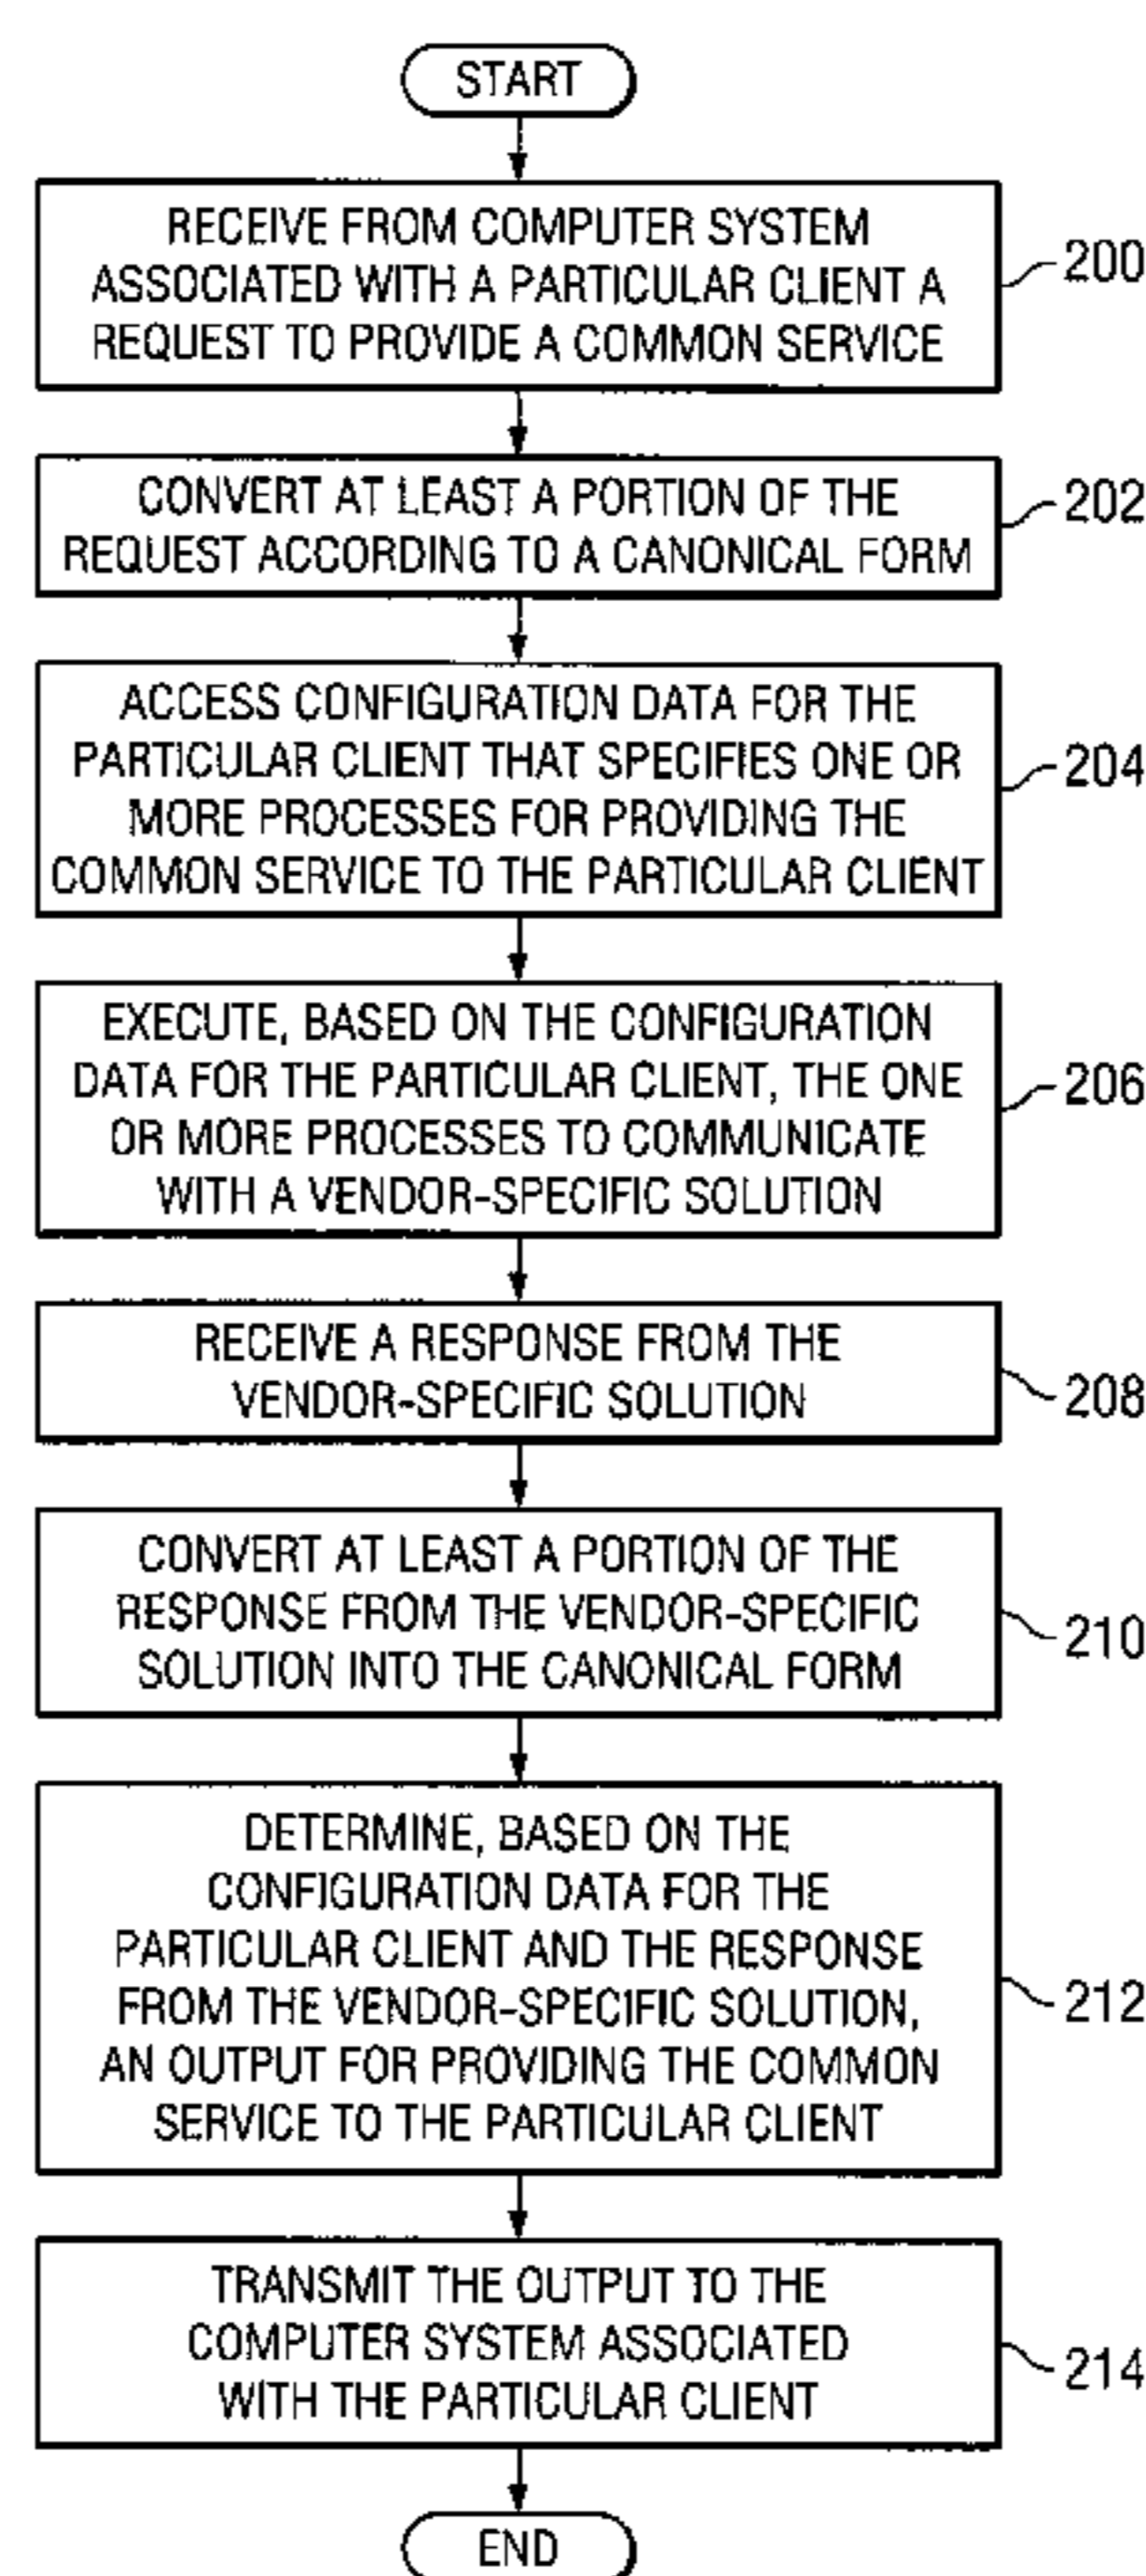 START
RECEIVE FROM COMPUTER SYSTEM
ASSOCIATED WITH A PARTICULAR CLIENT A
REQUEST TO PROVIDE A COMMON SERVICE
200
CONVERT AT LEAST A PORTION OF THE
REQUEST ACCORDING TO A CANONICAL FORM
202
ACCESS CONFIGURATION DATA FOR THE
PARTICULAR CLIENT THAT SPECIFIES ONE OR
MORE PROCESSES FOR PROVIDING THE
COMMON SERVICE TO THE PARTICULAR CLIENT
204
EXECUTE, BASED ON THE CONFIGURATION
DATA FOR THE PARTICULAR CLIENT, THE ONE
OR MORE PROCESSES TO COMMUNICATE
WITH A VENDOR-SPECIFIC SOLUTION
206
RECEIVE A RESPONSE FROM THE
VENDOR-SPECIFIC SOLUTION
208
CONVERT AT LEAST A PORTION OF THE
RESPONSE FROM THE VENDOR-SPECIFIC
SOLUTION INTO THE CANONICAL FORM
210
DETERMINE, BASED ON THE
CONFIGURATION DATA FOR THE
PARTICULAR CLIENT AND THE RESPONSE
FROM THE VENDOR-SPECIFIC SOLUTION,
AN OUTPUT FOR PROVIDING THE COMMON
SERVICE TO THE PARTICULAR CLIENT
212
TRANSMIT THE OUTPUT TO THE
COMPUTER SYSTEM ASSOCIATED
WITH THE PARTICULAR CLIENT
214
END